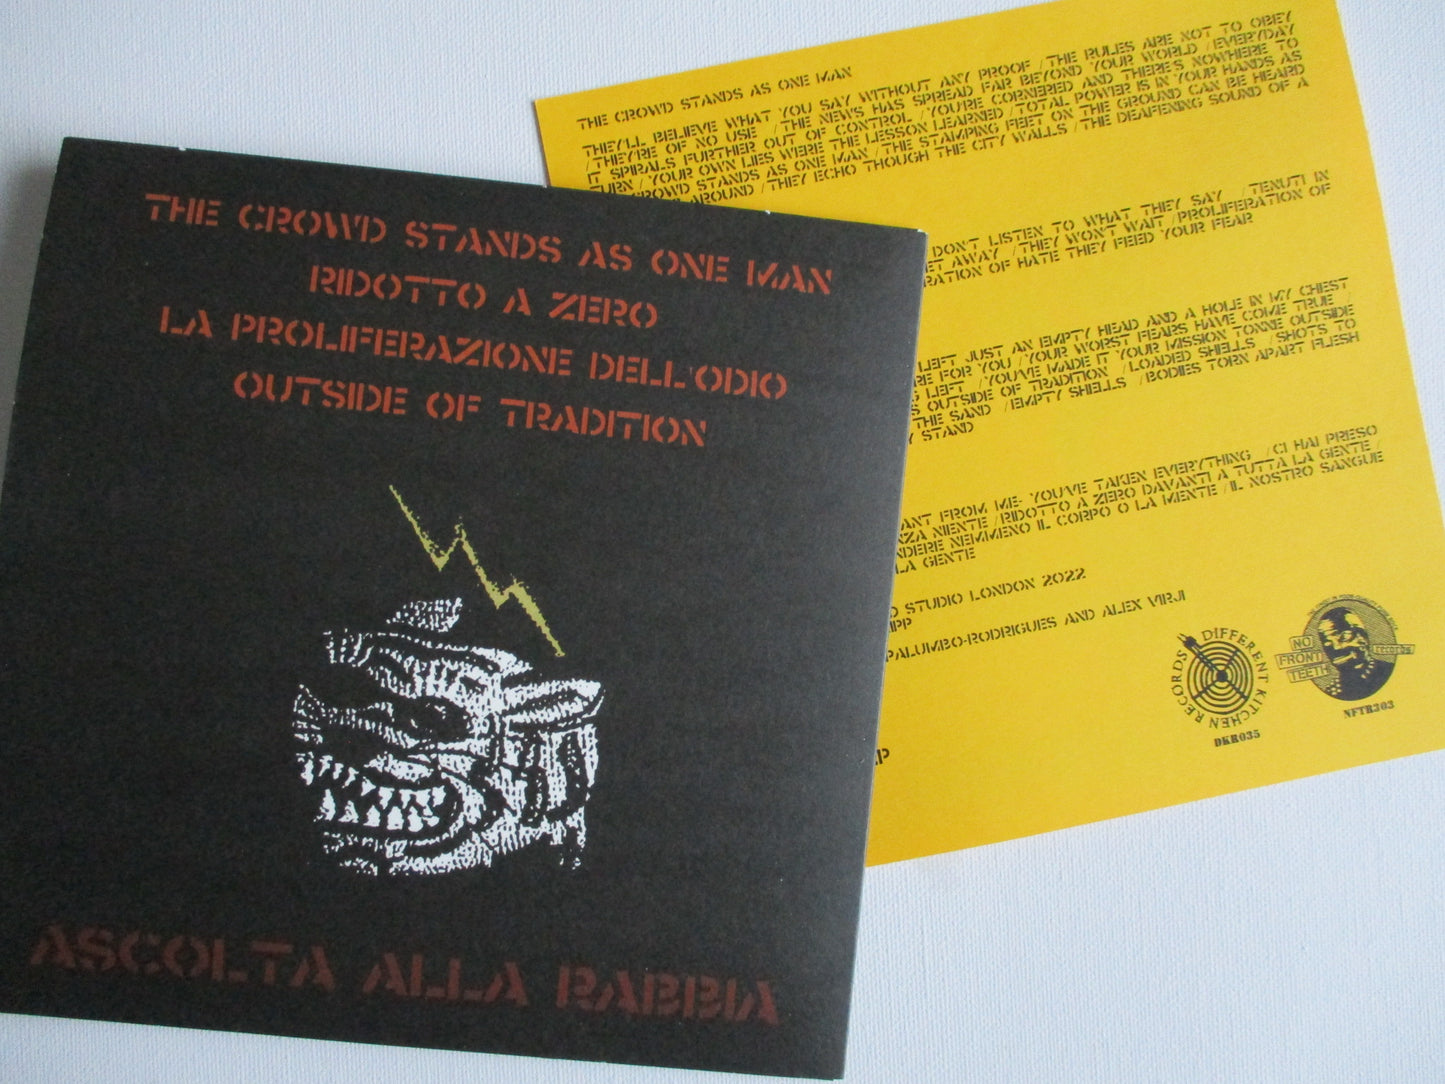 THE CROWD STANDS AS ONE MAN
RIDOTTO A ZERO
LA PROLIFERAZIONE DELL'ODIO
OUTSIDE OF TRADITION
ASCOLTA ALLA RABBIA
THE CROWD STANDS AS ONE MAN
THEY'LL BELIEVE WHAT YOU SAY WITHOUT ANY PROOF /THE RULES ARE NOT TO OBEY
/THEY'RE OF NO USE /THE NEWS HAS SPREAD FAR BEYOND YOUR WORLD /EVERYDAY
IT SPIRALS FURTHER OUT OF CONTROL /YOU'RE CORNERED AND THERE'S NOWHERE TO
TURN /YOUR OWN LIES WERE THE LESSON LEARNED /TOTAL POWER IS IN YOUR HANDS AS
CROWD STANDS AS ONE MAN /THE STAMPING FEET ON THE GROUND CAN BE HEARD
AROUND /THEY ECHO THOUGH THE CITY WALLS /THE DEAFENING SOUND OF A
DON'T LISTEN TO WHAT THEY SAY /TENUTI IN
AWAY /THEY WON'T WAIT /PROLIFERATION OF
OF HATE THEY FEED YOUR FEAR
LEFT JUST AN EMPTY HEAD AND A HOLE IN MY CHEST
FOR YOU /YOUR WORST FEARS HAVE COME TRUE /
LEFT /YOU'VE MADE IT YOUR MISSION TONNE OUTSIDE
OUTSIDE OF TRADITION /LOADED SHELLS /SHOTS TO
THE SAND /EMPTY SHELLS /BODIES TORN APART FLESH
STAND
FROM ME- YOU'VE TAKEN EVERYTHING /CI HAI PRESO
NIENTE /RIDOTTO A ZERO DAVANTI A TUTTA LA GENTE /
NEMMENO IL CORPO O LA MENTE /IL NOSTRO SANGUE
LA GENTE
STUDIO LONDON 2022
PALUMBO-RODRIGUES AND ALEX VIRJI
DIFFERENT KITCHEN RECORDS
DKR035
NO
FRONT
TEETH
records
NFTR303